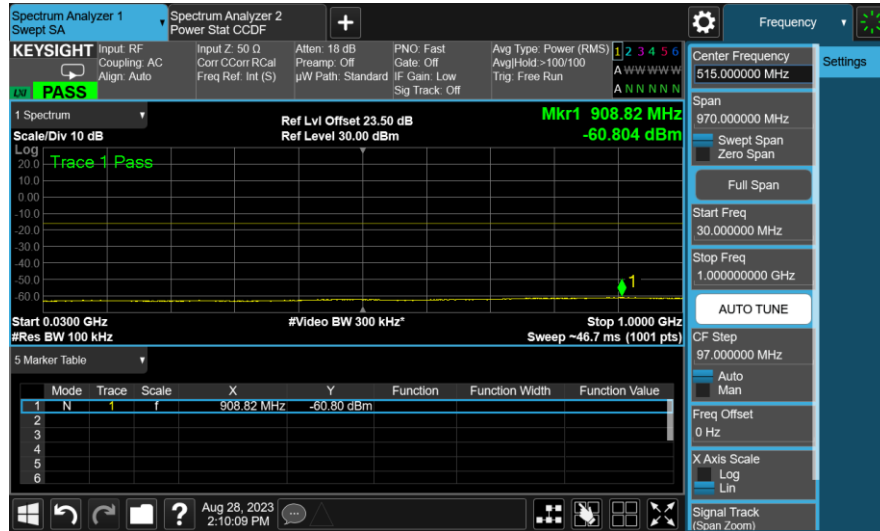 Spectrum Analyzer 1
Swept SA
Spectrum Analyzer 2
Power Stat CCDF
+
Frequency
KEYSIGHT
Input: RF
Coupling: AC
Align: Auto
Input Z: 50 Ω
Corr CCorr RCal
Freq Ref: Int (S)
Atten: 18 dB
Preamp: Off
µW Path: Standard
PNO: Fast
Gate: Off
IF Gain: Low
Sig Track: Off
Avg Type: Power (RMS)
Avg|Hold:>100/100
Trig: Free Run
1 2 3 4 5 6
A W W W W W
A N N N N N
LXI
PASS
1 Spectrum
Scale/Div 10 dB
Ref Lvl Offset 23.50 dB
Ref Level 30.00 dBm
Mkr1 908.82 MHz
-60.804 dBm
Log
Trace 1 Pass
20.0
10.0
0.00
-10.0
-20.0
-30.0
-40.0
-50.0
-60.0
1
Start 0.0300 GHz
#Res BW 100 kHz
#Video BW 300 kHz*
Stop 1.0000 GHz
Sweep ~46.7 ms (1001 pts)
5 Marker Table
Mode Trace Scale X Y Function Function Width Function Value
1 N 1 f 908.82 MHz -60.80 dBm
2
3
4
5
6
Center Frequency
515.000000 MHz
Settings
Span
970.000000 MHz
Swept Span
Zero Span
Full Span
Start Freq
30.000000 MHz
Stop Freq
1.000000000 GHz
AUTO TUNE
CF Step
97.000000 MHz
Auto
Man
Freq Offset
0 Hz
X Axis Scale
Log
Lin
Signal Track
(Span Zoom)
?
Aug 28, 2023
2:10:09 PM